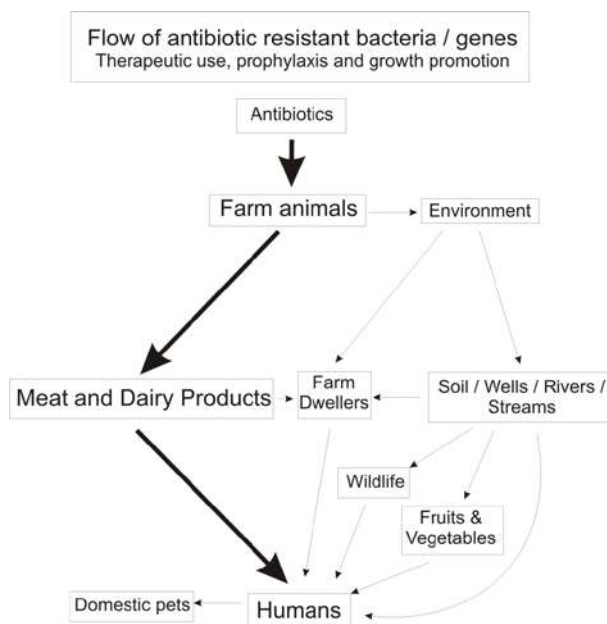 Flow of antibiotic resistant bacteria / genes
Therapeutic use, prophylaxis and growth promotion
Antibiotics
Farm animals
Environment
Meat and Dairy Products
Farm
Dwellers
Soil / Wells / Rivers /
Streams
Wildlife
Fruits &
Vegetables
Domestic pets
Humans